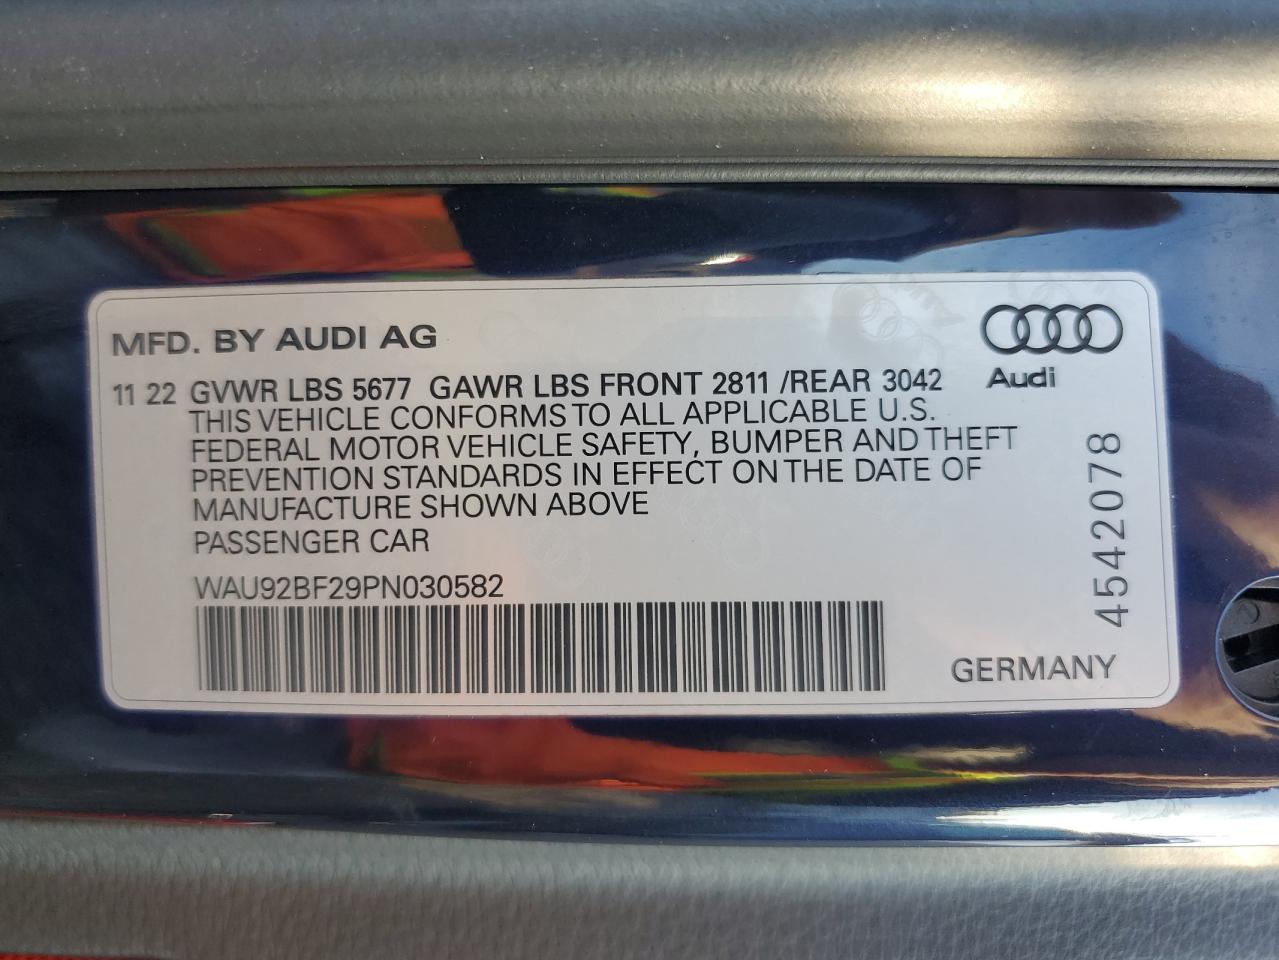 MFD. BY AUDI AG
Audi
11 22 GVWR LBS 5677 GAWR LBS FRONT 2811 /REAR 3042
THIS VEHICLE CONFORMS TO ALL APPLICABLE U.S.
FEDERAL MOTOR VEHICLE SAFETY, BUMPER AND THEFT
PREVENTION STANDARDS IN EFFECT ON THE DATE OF
MANUFACTURE SHOWN ABOVE
PASSENGER CAR
WAU92BF29PN030582
4542078
GERMANY